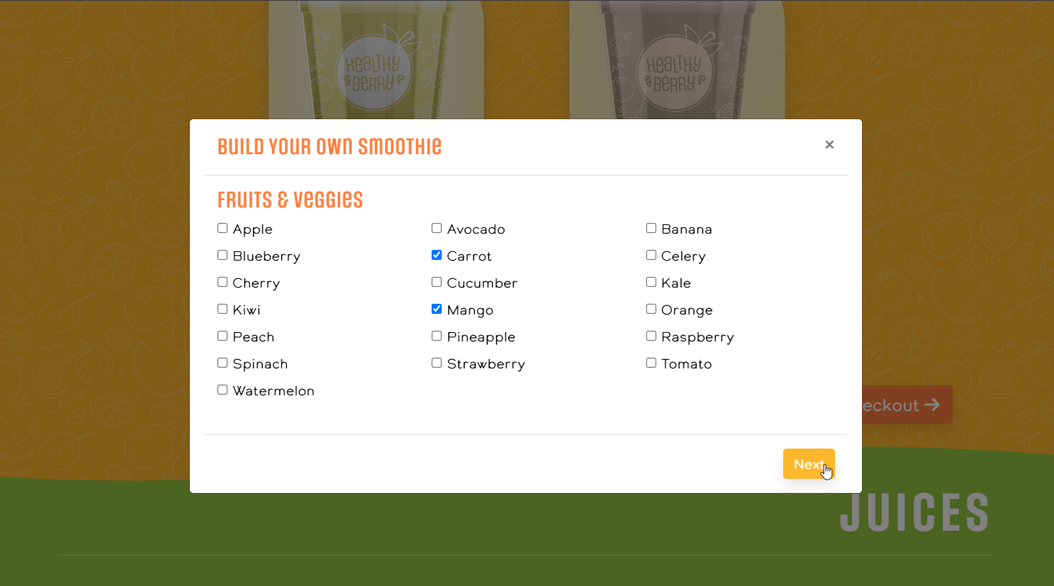 HEALTHY
BERRY
HEALTHY
BERRY
BUILD YOUR OWN SMOOTHIE
×
FRUITS & VEGGIES
Apple Avocado Banana
Blueberry Carrot Celery
Cherry Cucumber Kale
Kiwi Mango Orange
Peach Pineapple Raspberry
Spinach Strawberry Tomato
Watermelon
eckout →
Next
JUICES